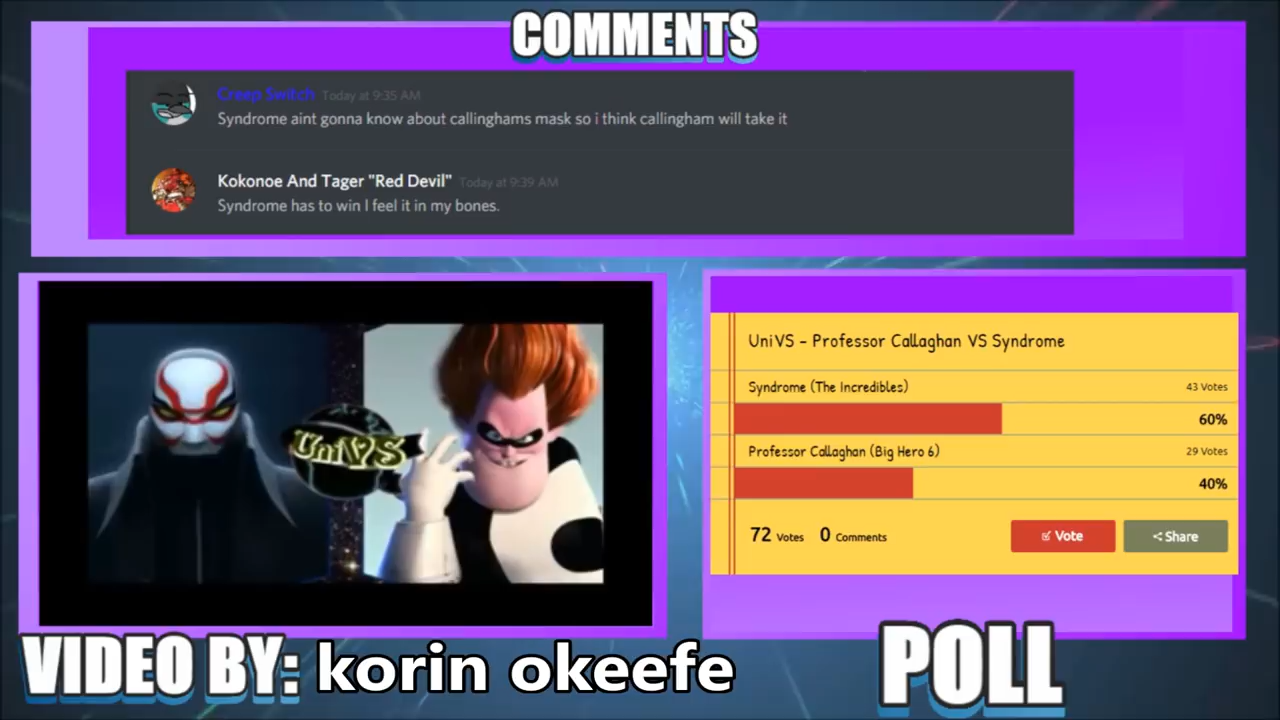 COMMENTS
Creep Switch Today at 9:35 AM
Syndrome aint gonna know about callinghams mask so i think callingham will take it
Kokonoe And Tager "Red Devil" Today at 9:39 AM
Syndrome has to win I feel it in my bones.
UniVS
UniVS - Professor Callaghan VS Syndrome
Syndrome (The Incredibles) 43 Votes
60%
Professor Callaghan (Big Hero 6) 29 Votes
40%
72 Votes 0 Comments Vote Share
VIDEO BY: korin okeefe
POLL